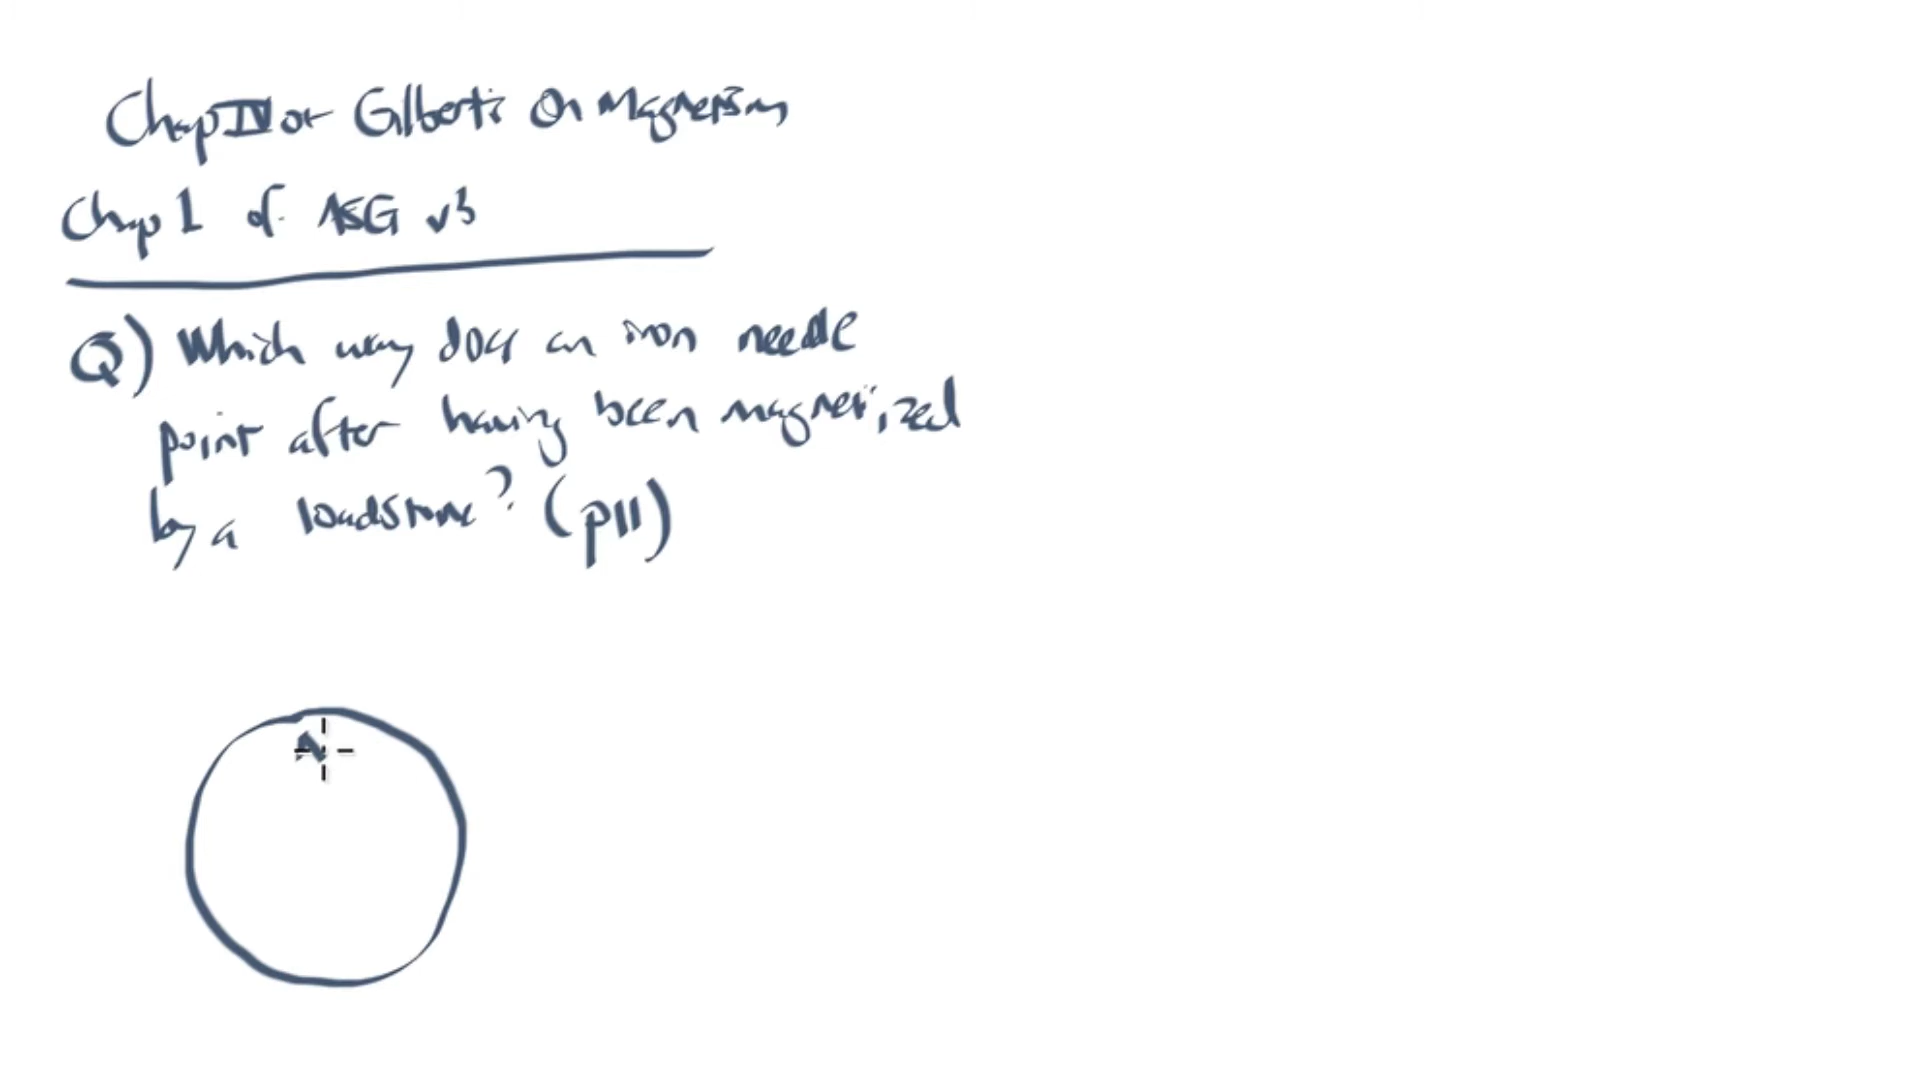 Chap IV of Gilbert's On Magnetism
Chap 1 of ASG v3
Q) Which way does an iron needle
point after having been magnetized
by a loadstone? (p11)
N